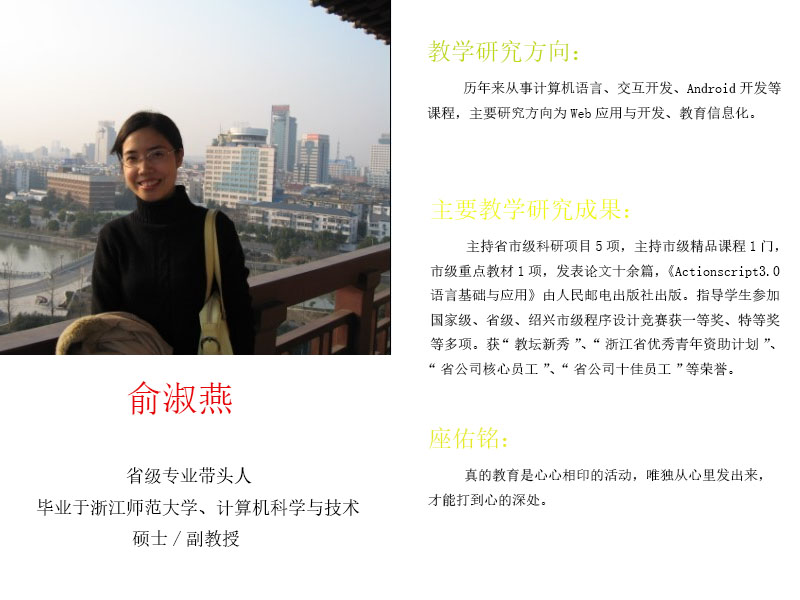 俞淑燕
省级专业带头人
毕业于浙江师范大学、计算机科学与技术
硕士/副教授
教学研究方向：
历年来从事计算机语言、交互开发、Android开发等
课程，主要研究方向为Web应用与开发、教育信息化。
主要教学研究成果：
主持省市级科研项目5项，主持市级精品课程1门，
市级重点教材1项，发表论文十余篇，《Actionscript3.0
语言基础与应用》由人民邮电出版社出版。指导学生参加
国家级、省级、绍兴市级程序设计竞赛获一等奖、特等奖
等多项。获“教坛新秀”、“浙江省优秀青年资助计划”、
“省公司核心员工”、“省公司十佳员工”等荣誉。
座佑铭：
真的教育是心心相印的活动，唯独从心里发出来，
才能打到心的深处。